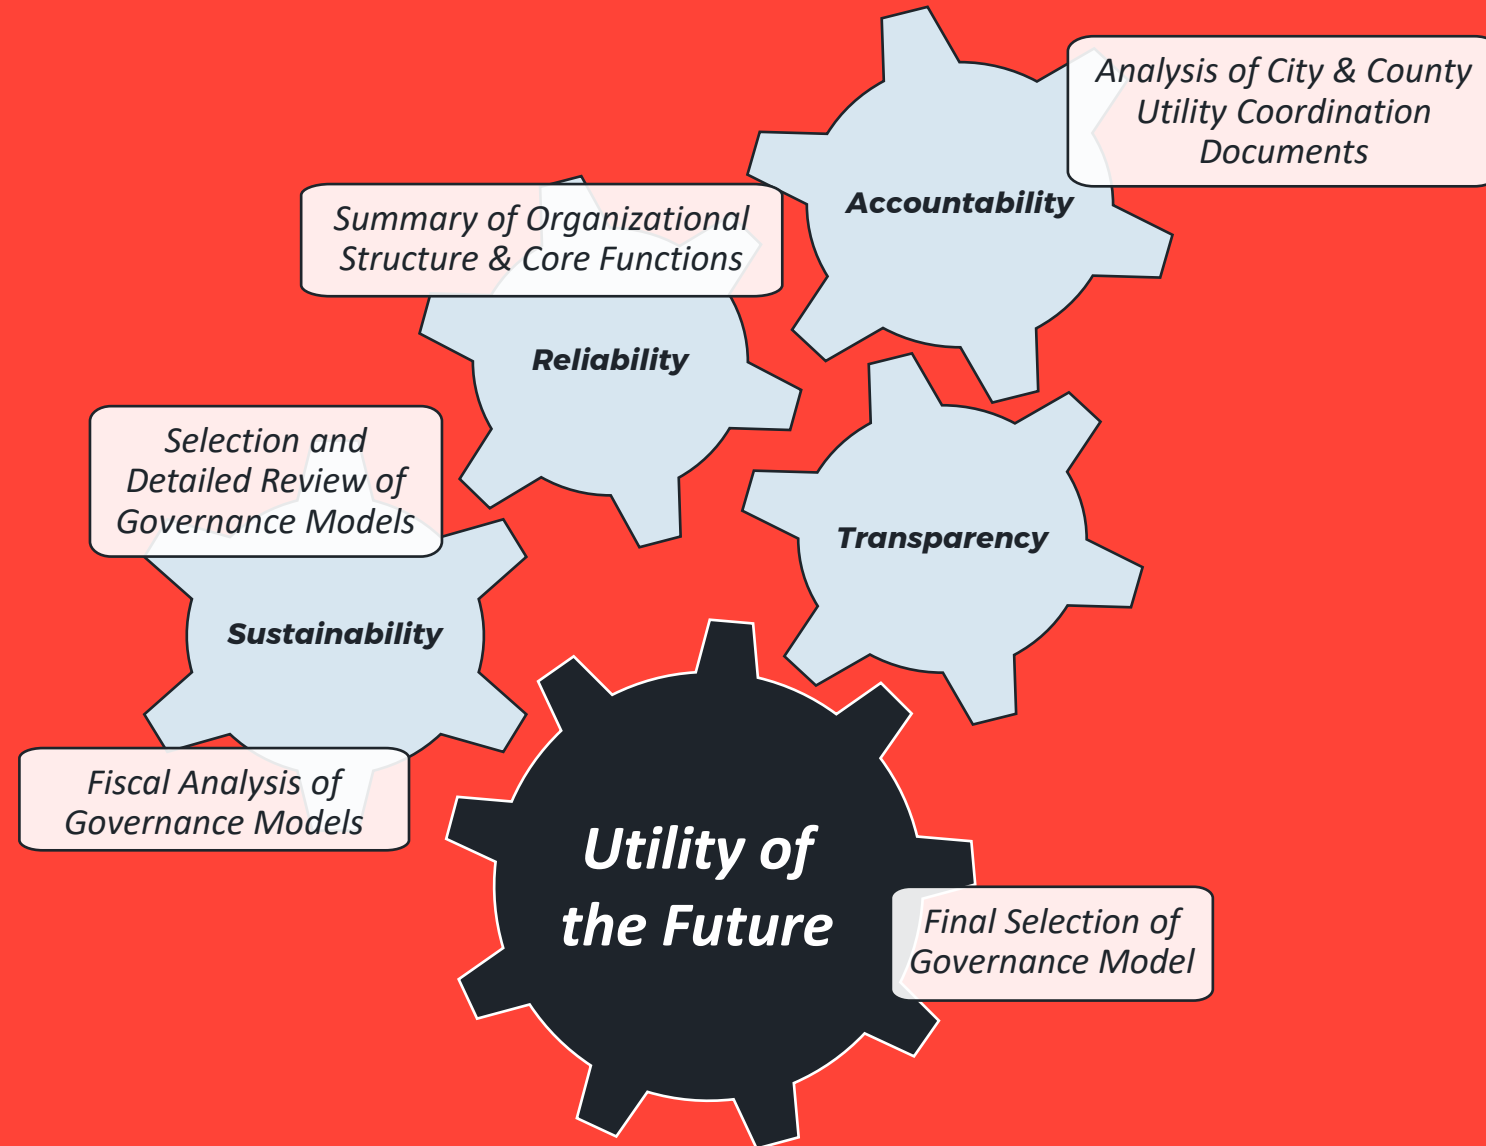 Analysis of City & County
Utility Coordination
Documents
Accountability
Summary of Organizational
Structure & Core Functions
Reliability
Selection and
Detailed Review of
Governance Models
Transparency
Sustainability
Fiscal Analysis of
Governance Models
Utility of
the Future
Final Selection of
Governance Model